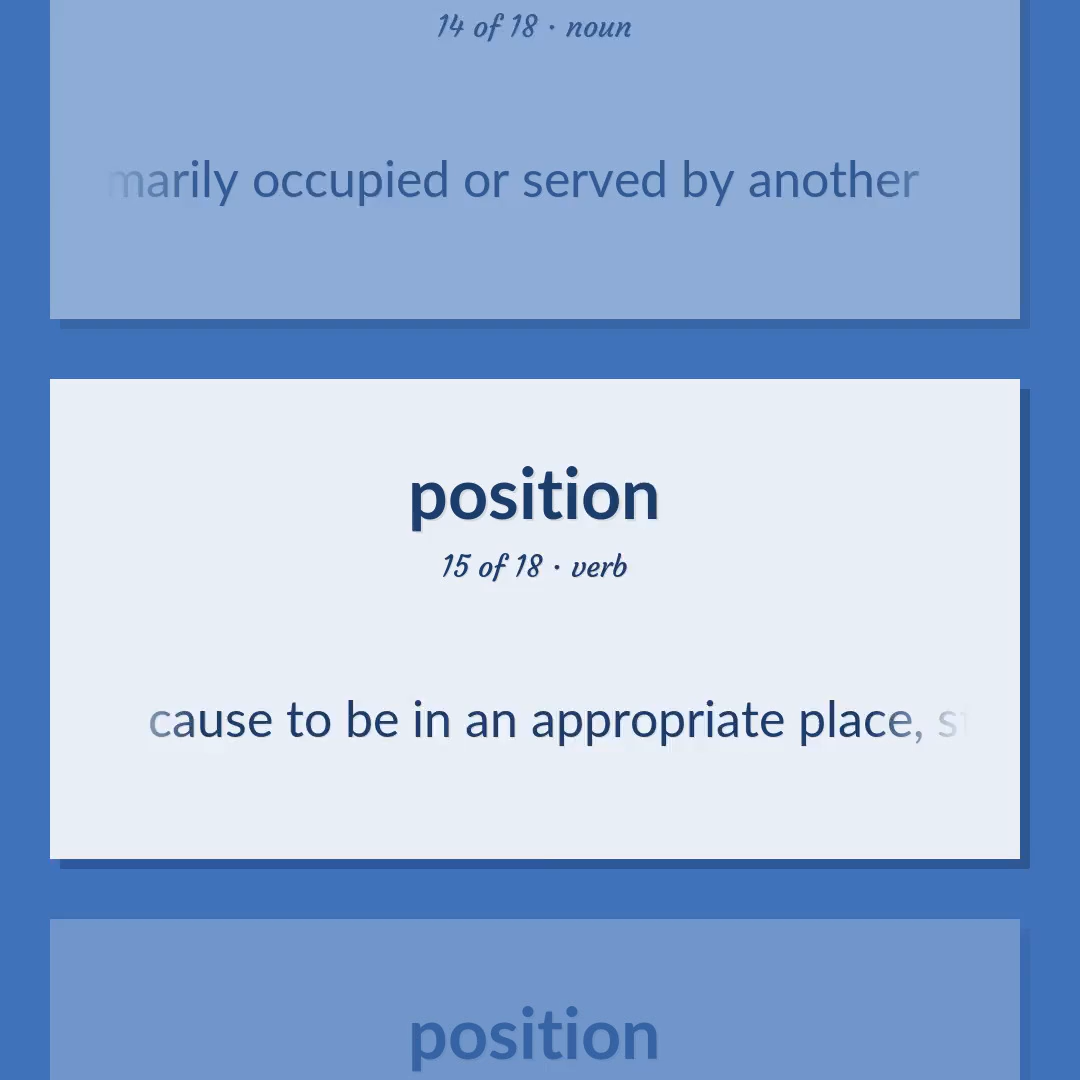 14 of 18 · noun
marily occupied or served by another
position
15 of 18 · verb
cause to be in an appropriate place,
position